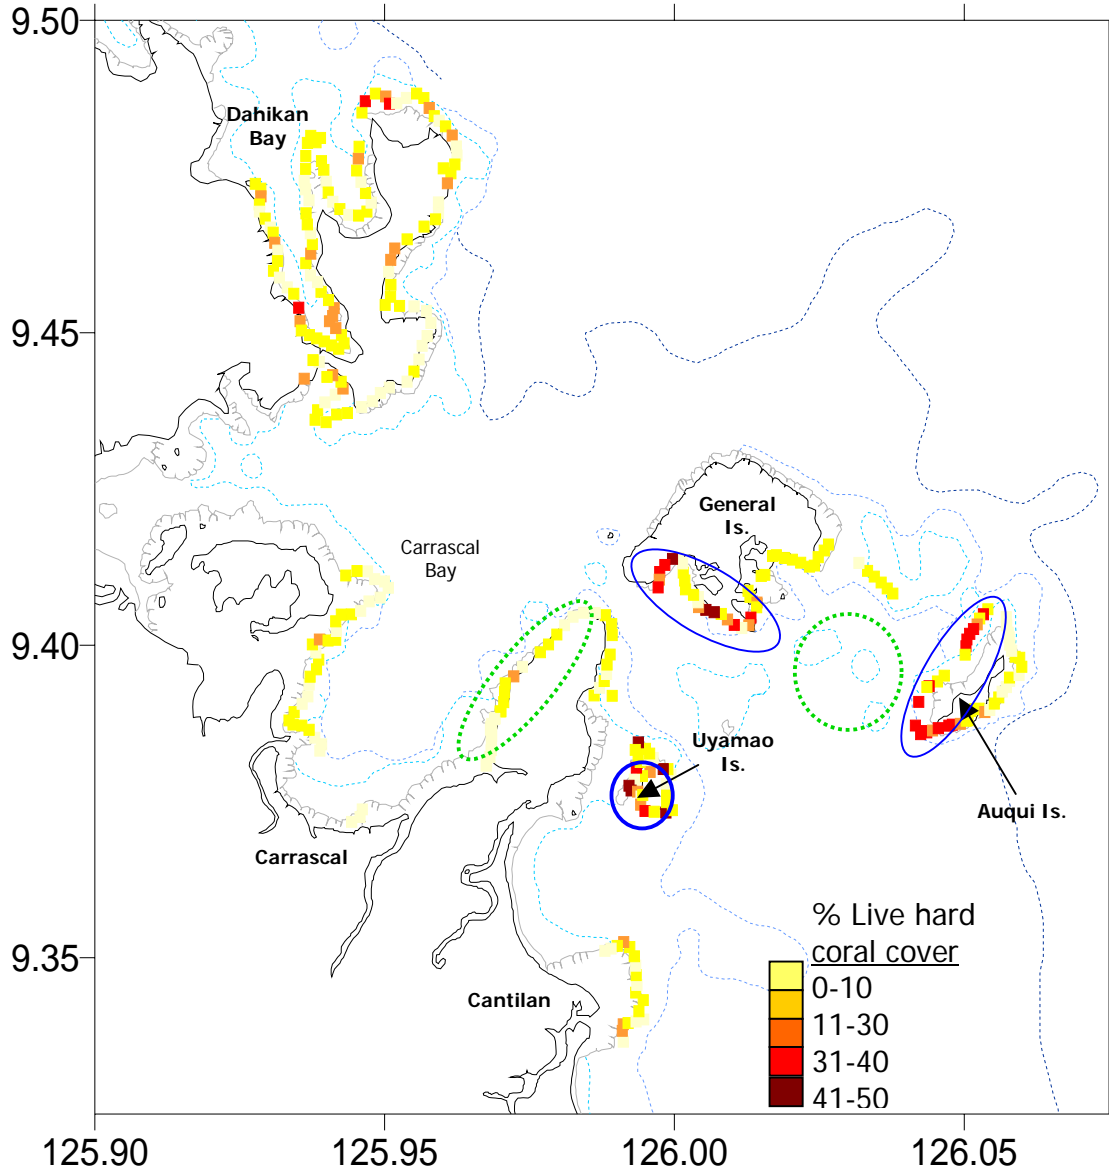 9.50
Dahikan
Bay
9.45
General
Is.
Carrascal
Bay
9.40
Uyamao
Is.
Auqui Is.
Carrascal
% Live hard
coral cover
0-10
11-30
31-40
41-50
9.35
Cantilan
125.90
125.95
126.00
126.05